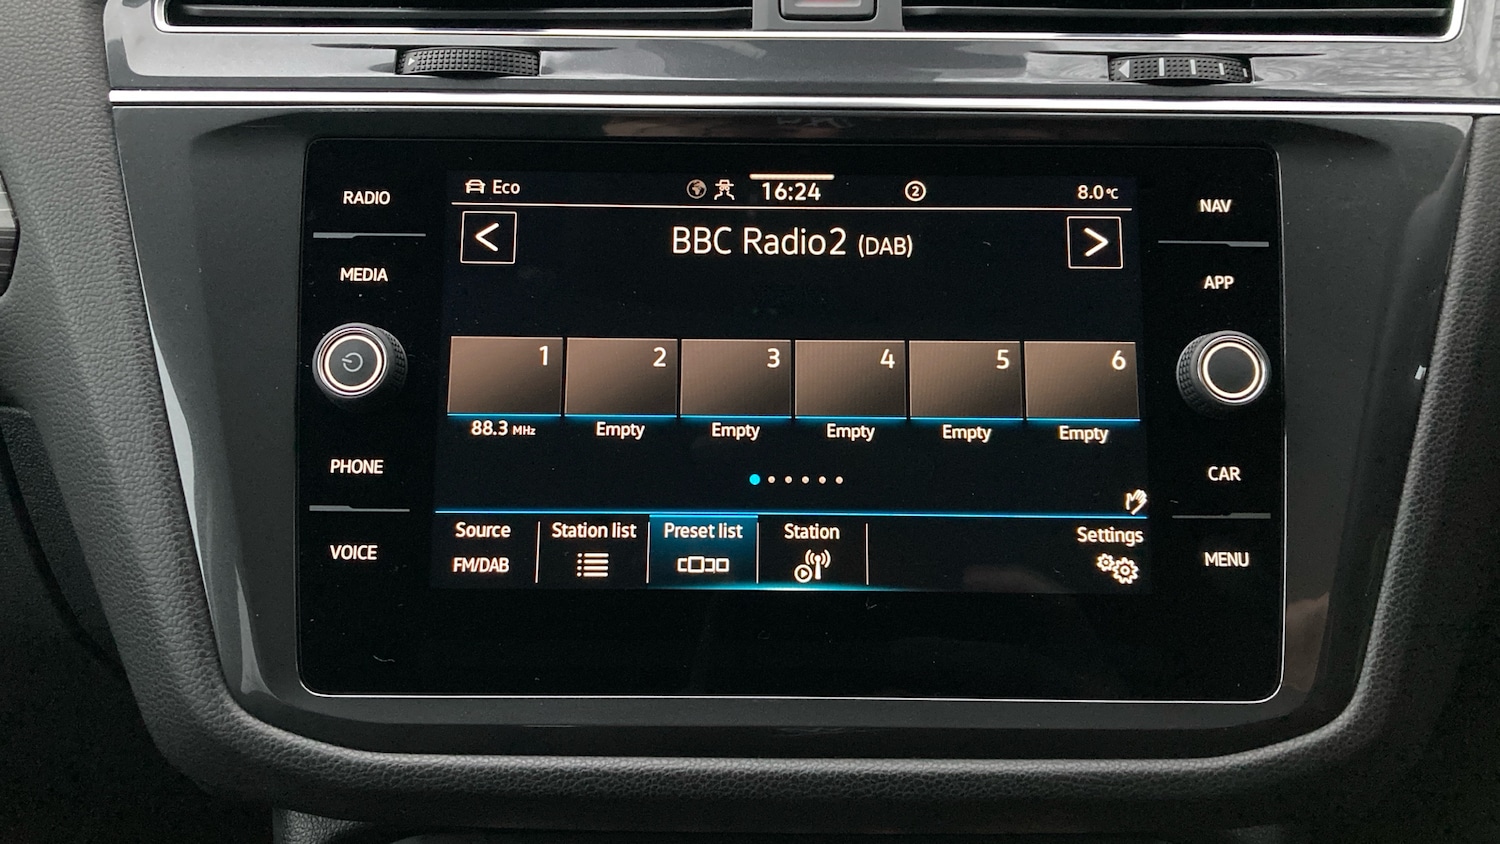 Eco
16:24
2
8.0°C
RADIO
NAV
< BBC Radio2 (DAB) >
MEDIA
APP
1 2 3 4 5 6
88.3 MHz Empty Empty Empty Empty Empty
PHONE
CAR
Source Station list Preset list Station Settings
FM/DAB
VOICE
MENU